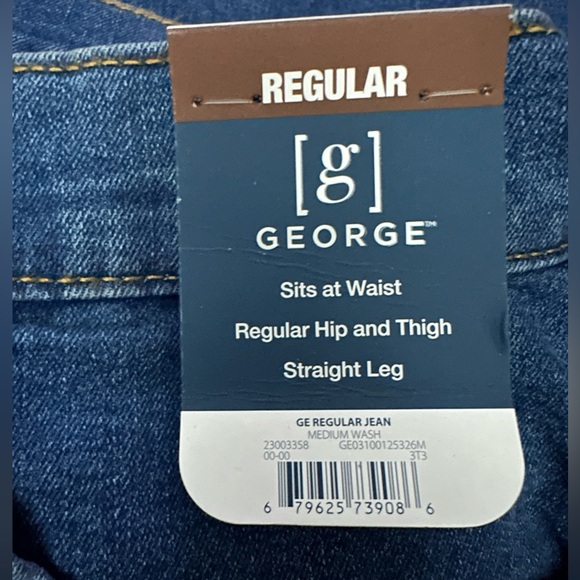 REGULAR
[g]
GEORGE™
Sits at Waist
Regular Hip and Thigh
Straight Leg
GE REGULAR JEAN
MEDIUM WASH
23003358 GE03100125326M
00-00 3T3
6 79625 73908 6